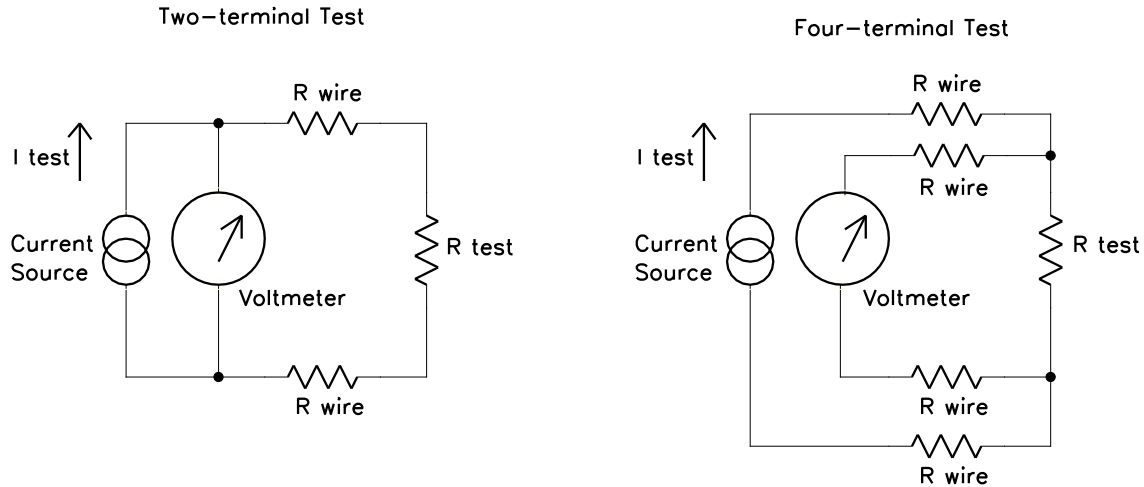 Two-terminal Test
R wire
I test
Current
Source
R test
Voltmeter
R wire
Four-terminal Test
R wire
I test
R wire
Current
Source
R test
Voltmeter
R wire
R wire